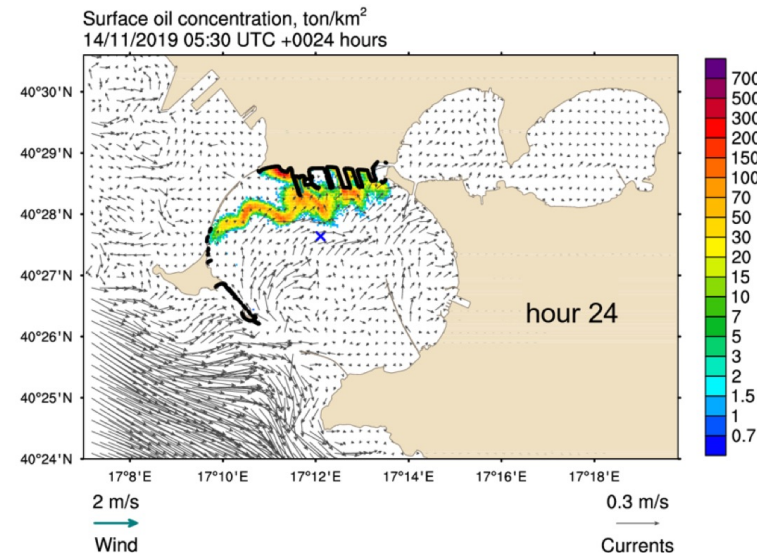 Surface oil concentration, ton/km²
14/11/2019 05:30 UTC +0024 hours
40°30'N
40°29'N
40°28'N
40°27'N
40°26'N
40°25'N
40°24'N
17°8'E 17°10'E 17°12'E 17°14'E 17°16'E 17°18'E
hour 24
700
500
300
200
150
100
70
50
30
20
15
10
7
5
3
2
1.5
1
0.7
2 m/s
Wind
0.3 m/s
Currents